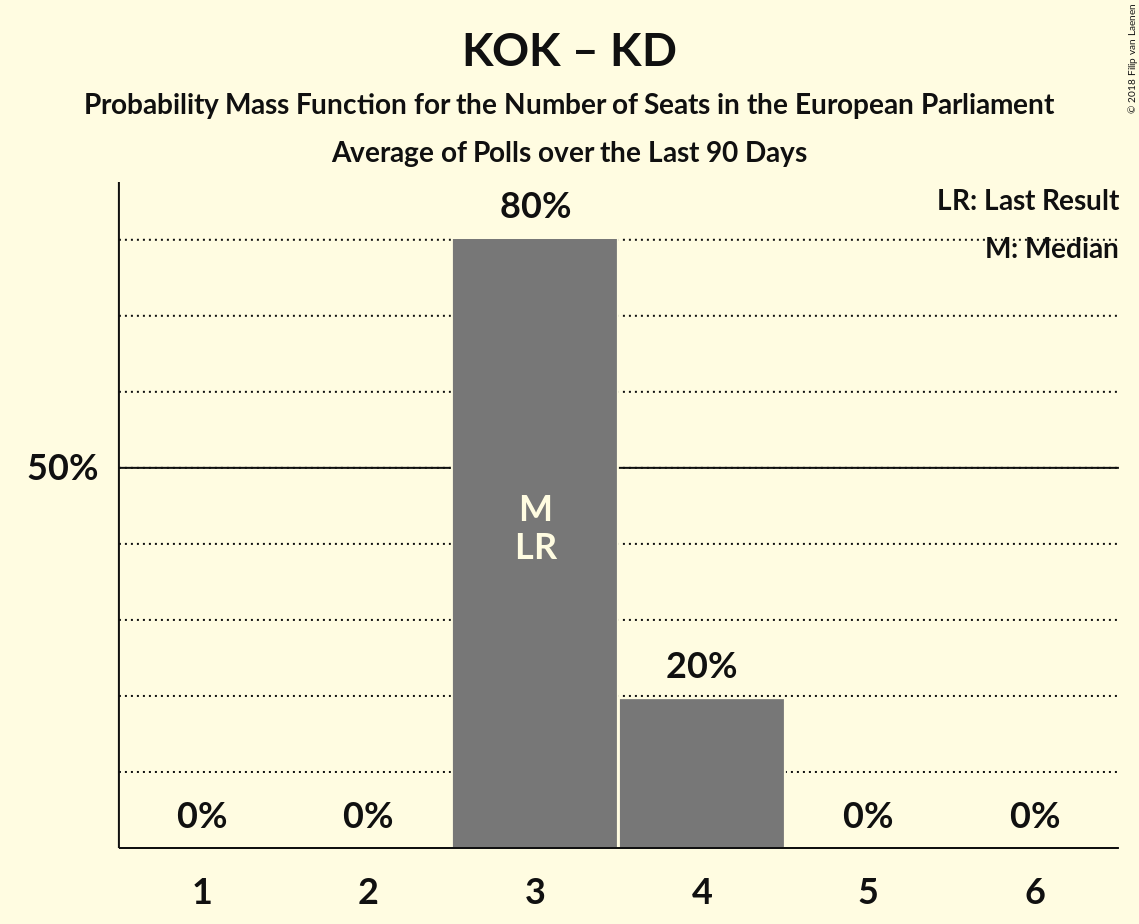 KOK – KD
Probability Mass Function for the Number of Seats in the European Parliament
Average of Polls over the Last 90 Days
© 2018 Filip van Laenen
LR: Last Result
M: Median
80%
50%
M
LR
20%
0%
0%
0%
0%
1
2
3
4
5
6